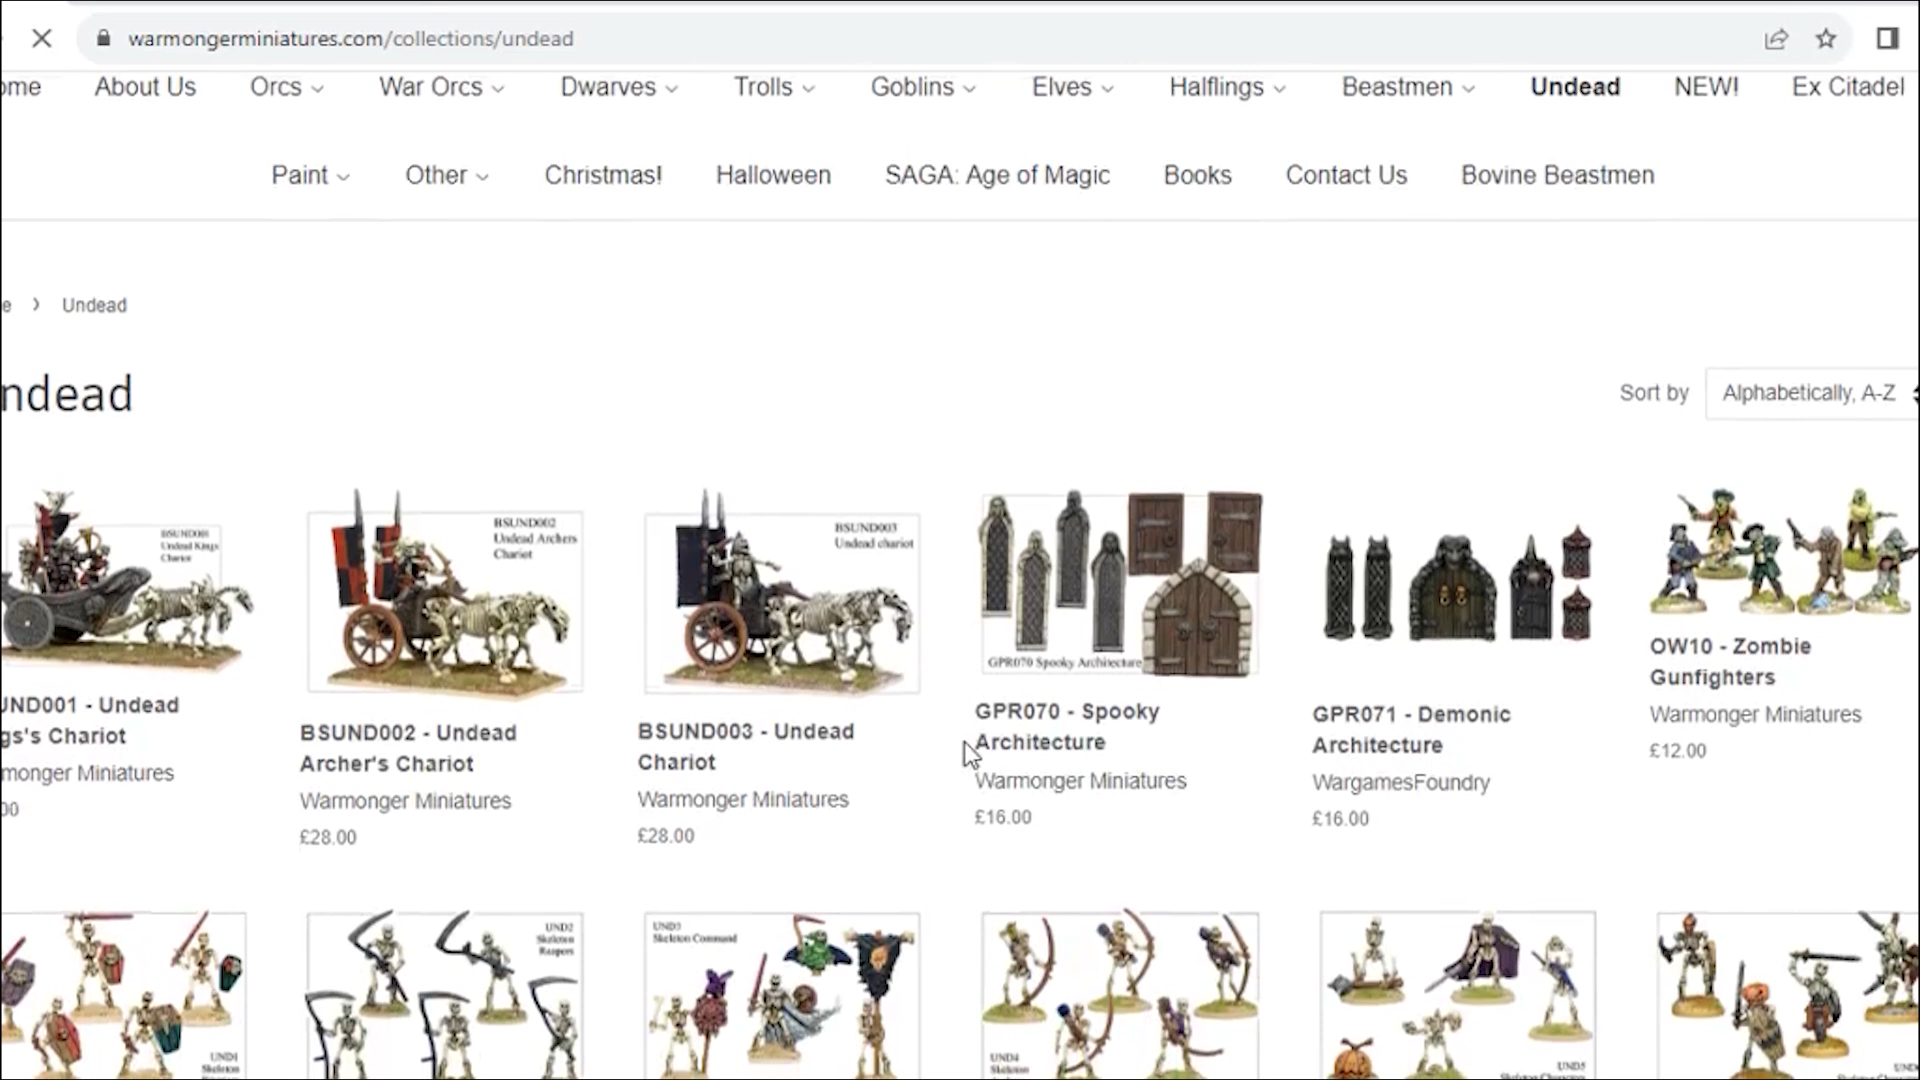 warmongerminiatures.com/collections/undead
ome About Us Orcs War Orcs Dwarves Trolls Goblins Elves Halflings Beastmen Undead NEW! Ex Citadel
Paint Other Christmas! Halloween SAGA: Age of Magic Books Contact Us Bovine Beastmen
e › Undead
ndead
Sort by Alphabetically, A-Z
BSUND001
Undead Kings
Chariot
UND001 - Undead
gs's Chariot
monger Miniatures
00
BSUND002
Undead Archers
Chariot
BSUND002 - Undead
Archer's Chariot
Warmonger Miniatures
£28.00
BSUND003
Undead chariot
BSUND003 - Undead
Chariot
Warmonger Miniatures
£28.00
GPR070 Spooky Architecture
GPR070 - Spooky
Architecture
Warmonger Miniatures
£16.00
GPR071 - Demonic
Architecture
WargamesFoundry
£16.00
OW10 - Zombie
Gunfighters
Warmonger Miniatures
£12.00
UND1
Skeleton
UND2
Skeleton
Reapers
UND3
Skeleton Command
UND4
Skeleton
UND5
Skeleton Characters